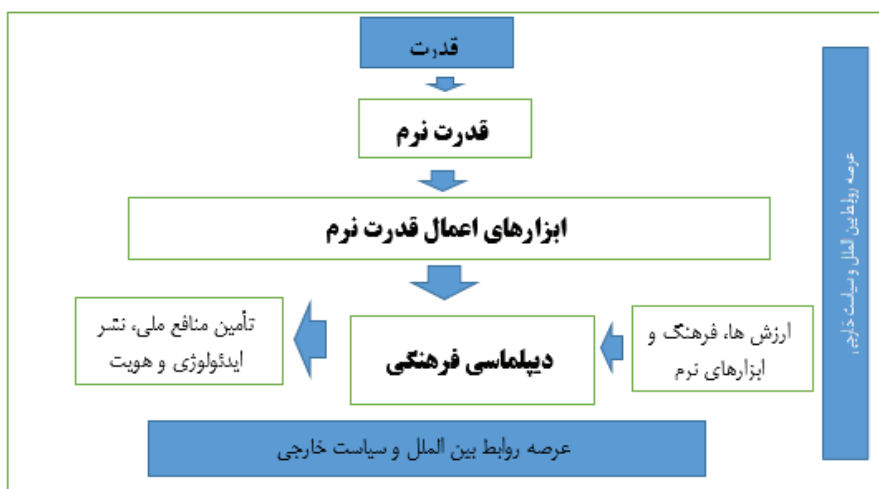 قدرت
قدرت نرم
ابزارهای اعمال قدرت نرم
ارزش ها، فرهنگ و
ابزارهای نرم
دیپلماسی فرهنگی
تأمین منافع ملی، نشر
ایدئولوژی و هویت
عرصه روابط بین الملل و سیاست خارجی
عرصه روابط بین الملل و سیاست خارجی